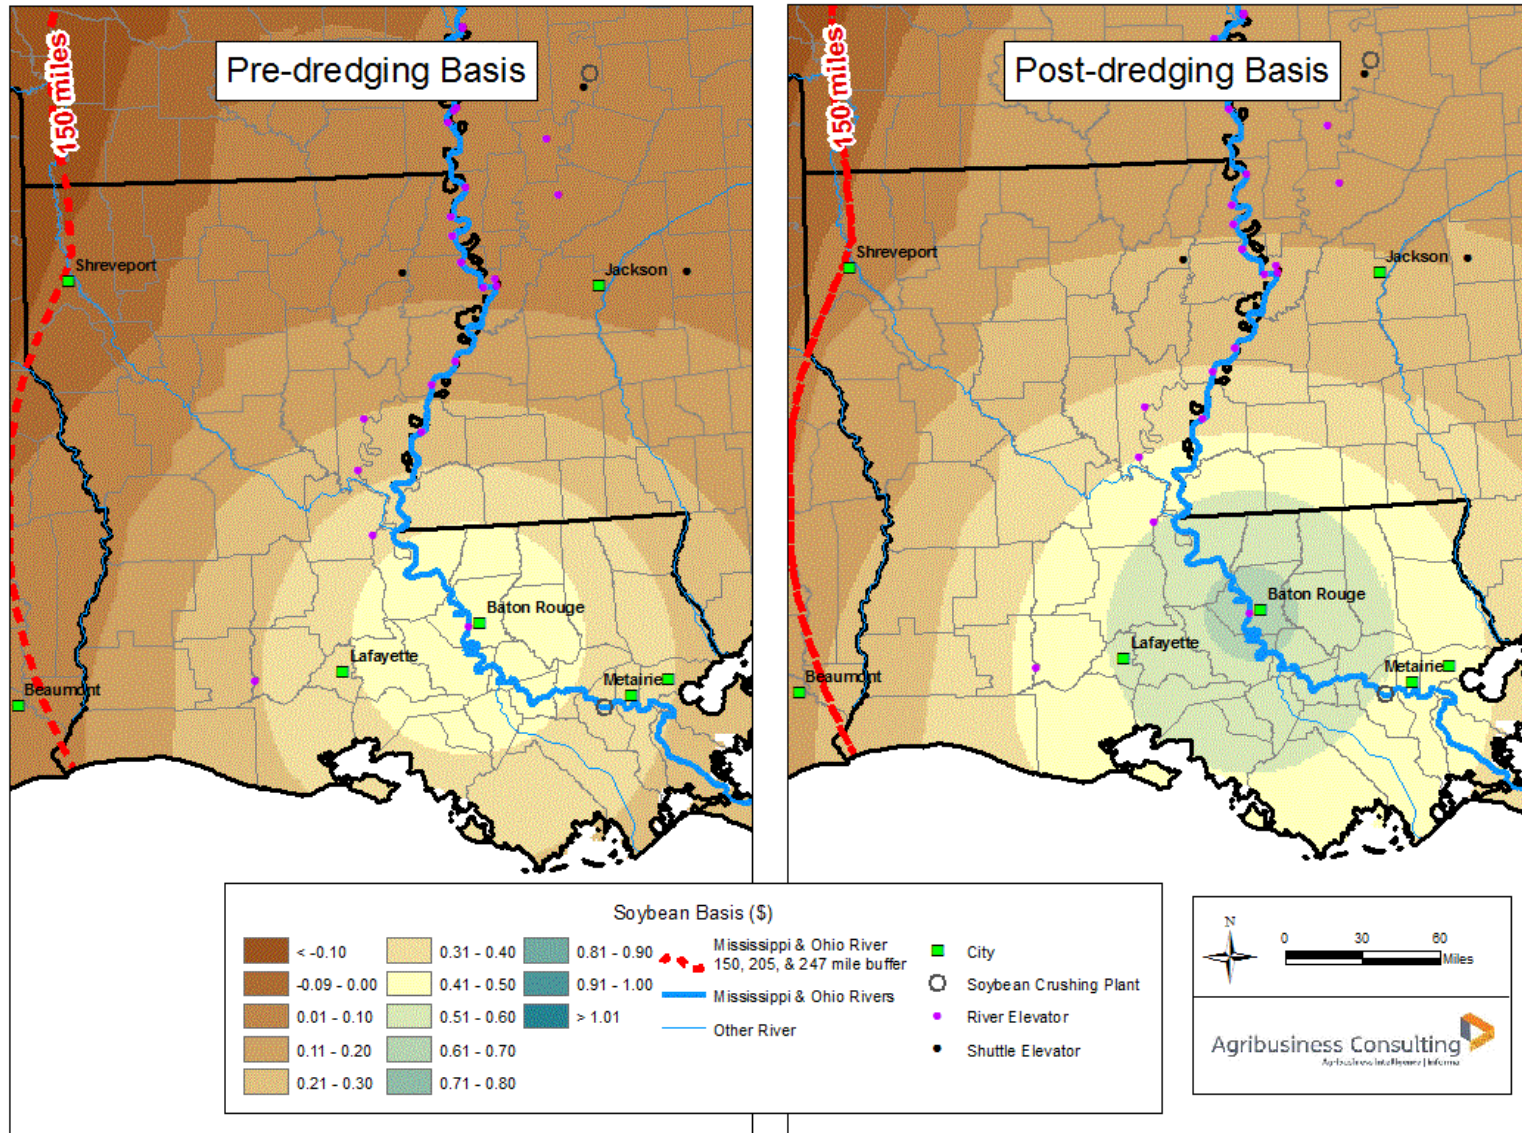 Pre-dredging Basis
150 miles
Shreveport
Jackson
Baton Rouge
Lafayette
Metairie
Beaumont
Post-dredging Basis
150 miles
Shreveport
Jackson
Baton Rouge
Lafayette
Metairie
Beaumont
Soybean Basis ($)
< -0.10
-0.09 - 0.00
0.01 - 0.10
0.11 - 0.20
0.21 - 0.30
0.31 - 0.40
0.41 - 0.50
0.51 - 0.60
0.61 - 0.70
0.71 - 0.80
0.81 - 0.90
0.91 - 1.00
> 1.01
Mississippi & Ohio River
150, 205, & 247 mile buffer
Mississippi & Ohio Rivers
Other River
City
Soybean Crushing Plant
River Elevator
Shuttle Elevator
N
0 30 60
Miles
Agribusiness Consulting
Agribusiness Intelligence | Informa